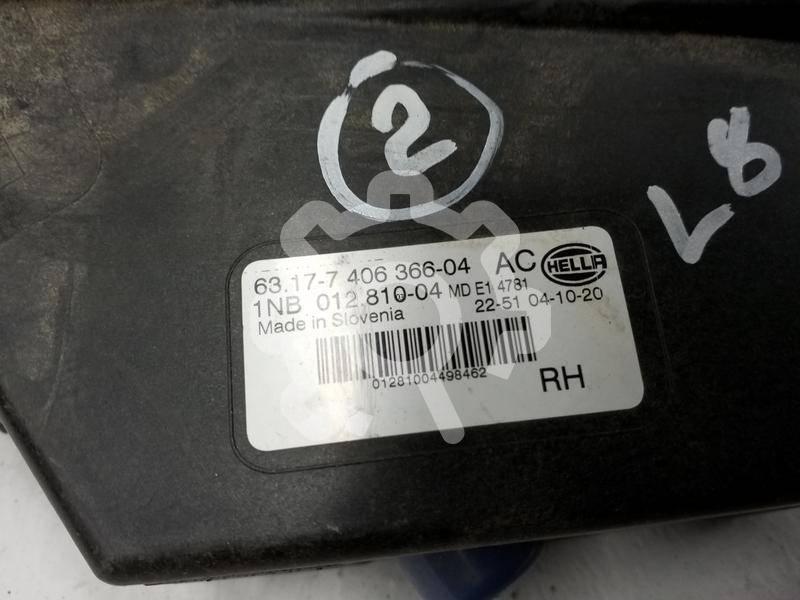 2
L8
63.17-7 406 366-04 AC HELLA
1NB 012.810-04 MD E1 4781
Made in Slovenia 22-51 04-10-20
01281004498462
RH